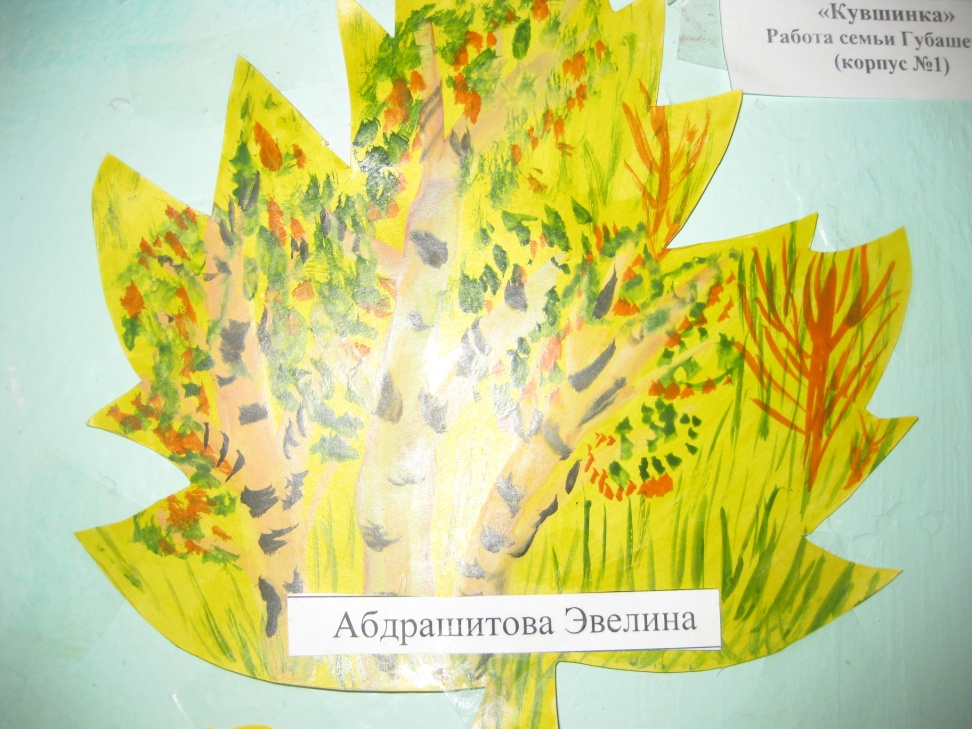 «Кувшинка»
Работа семьи Губаше
(корпус №1)
Абдрашитова Эвелина